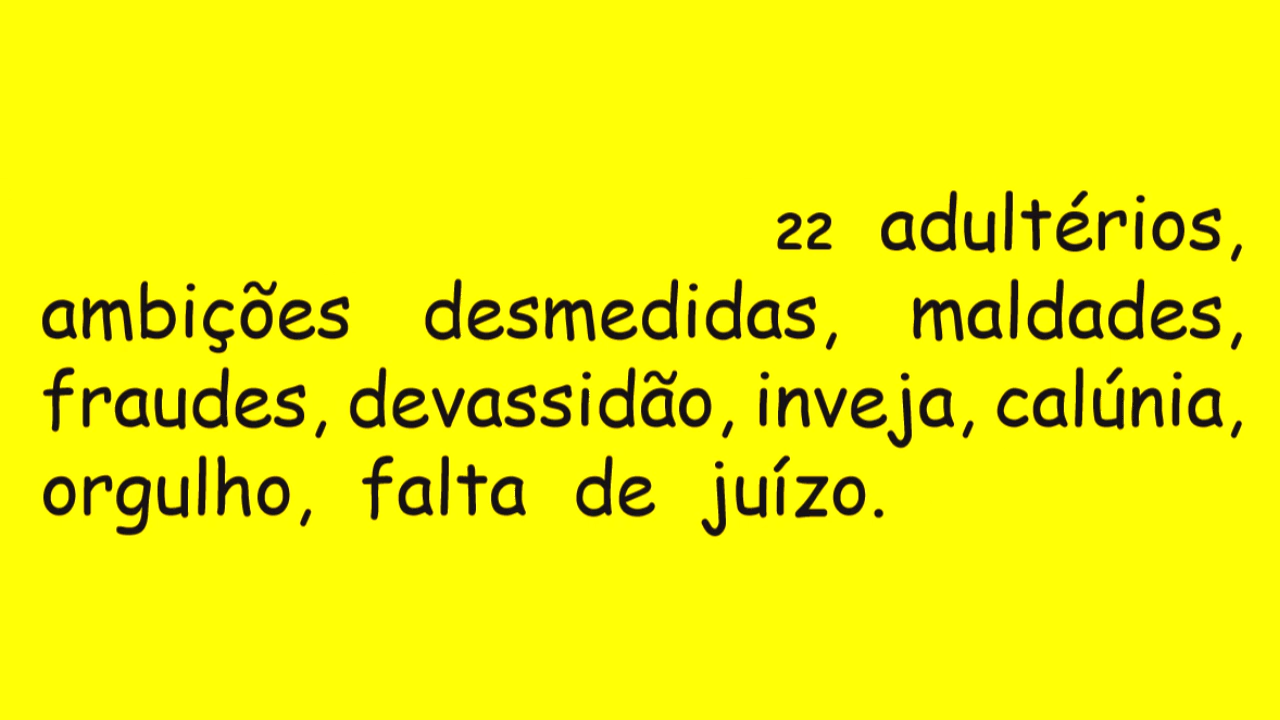 22 adultérios,
ambições desmedidas, maldades,
fraudes, devassidão, inveja, calúnia,
orgulho, falta de juízo.